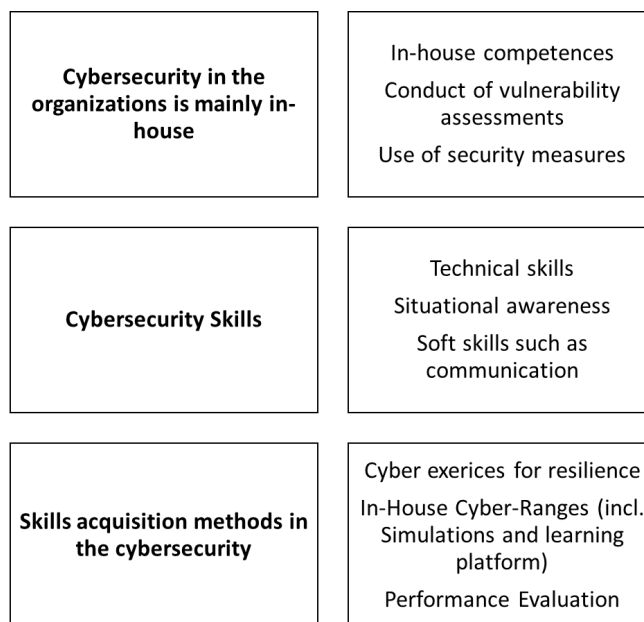 Cybersecurity in the
organizations is mainly in-
house
In-house competences
Conduct of vulnerability
assessments
Use of security measures
Cybersecurity Skills
Technical skills
Situational awareness
Soft skills such as
communication
Skills acquisition methods in
the cybersecurity
Cyber exerices for resilience
In-House Cyber-Ranges (incl.
Simulations and learning
platform)
Performance Evaluation